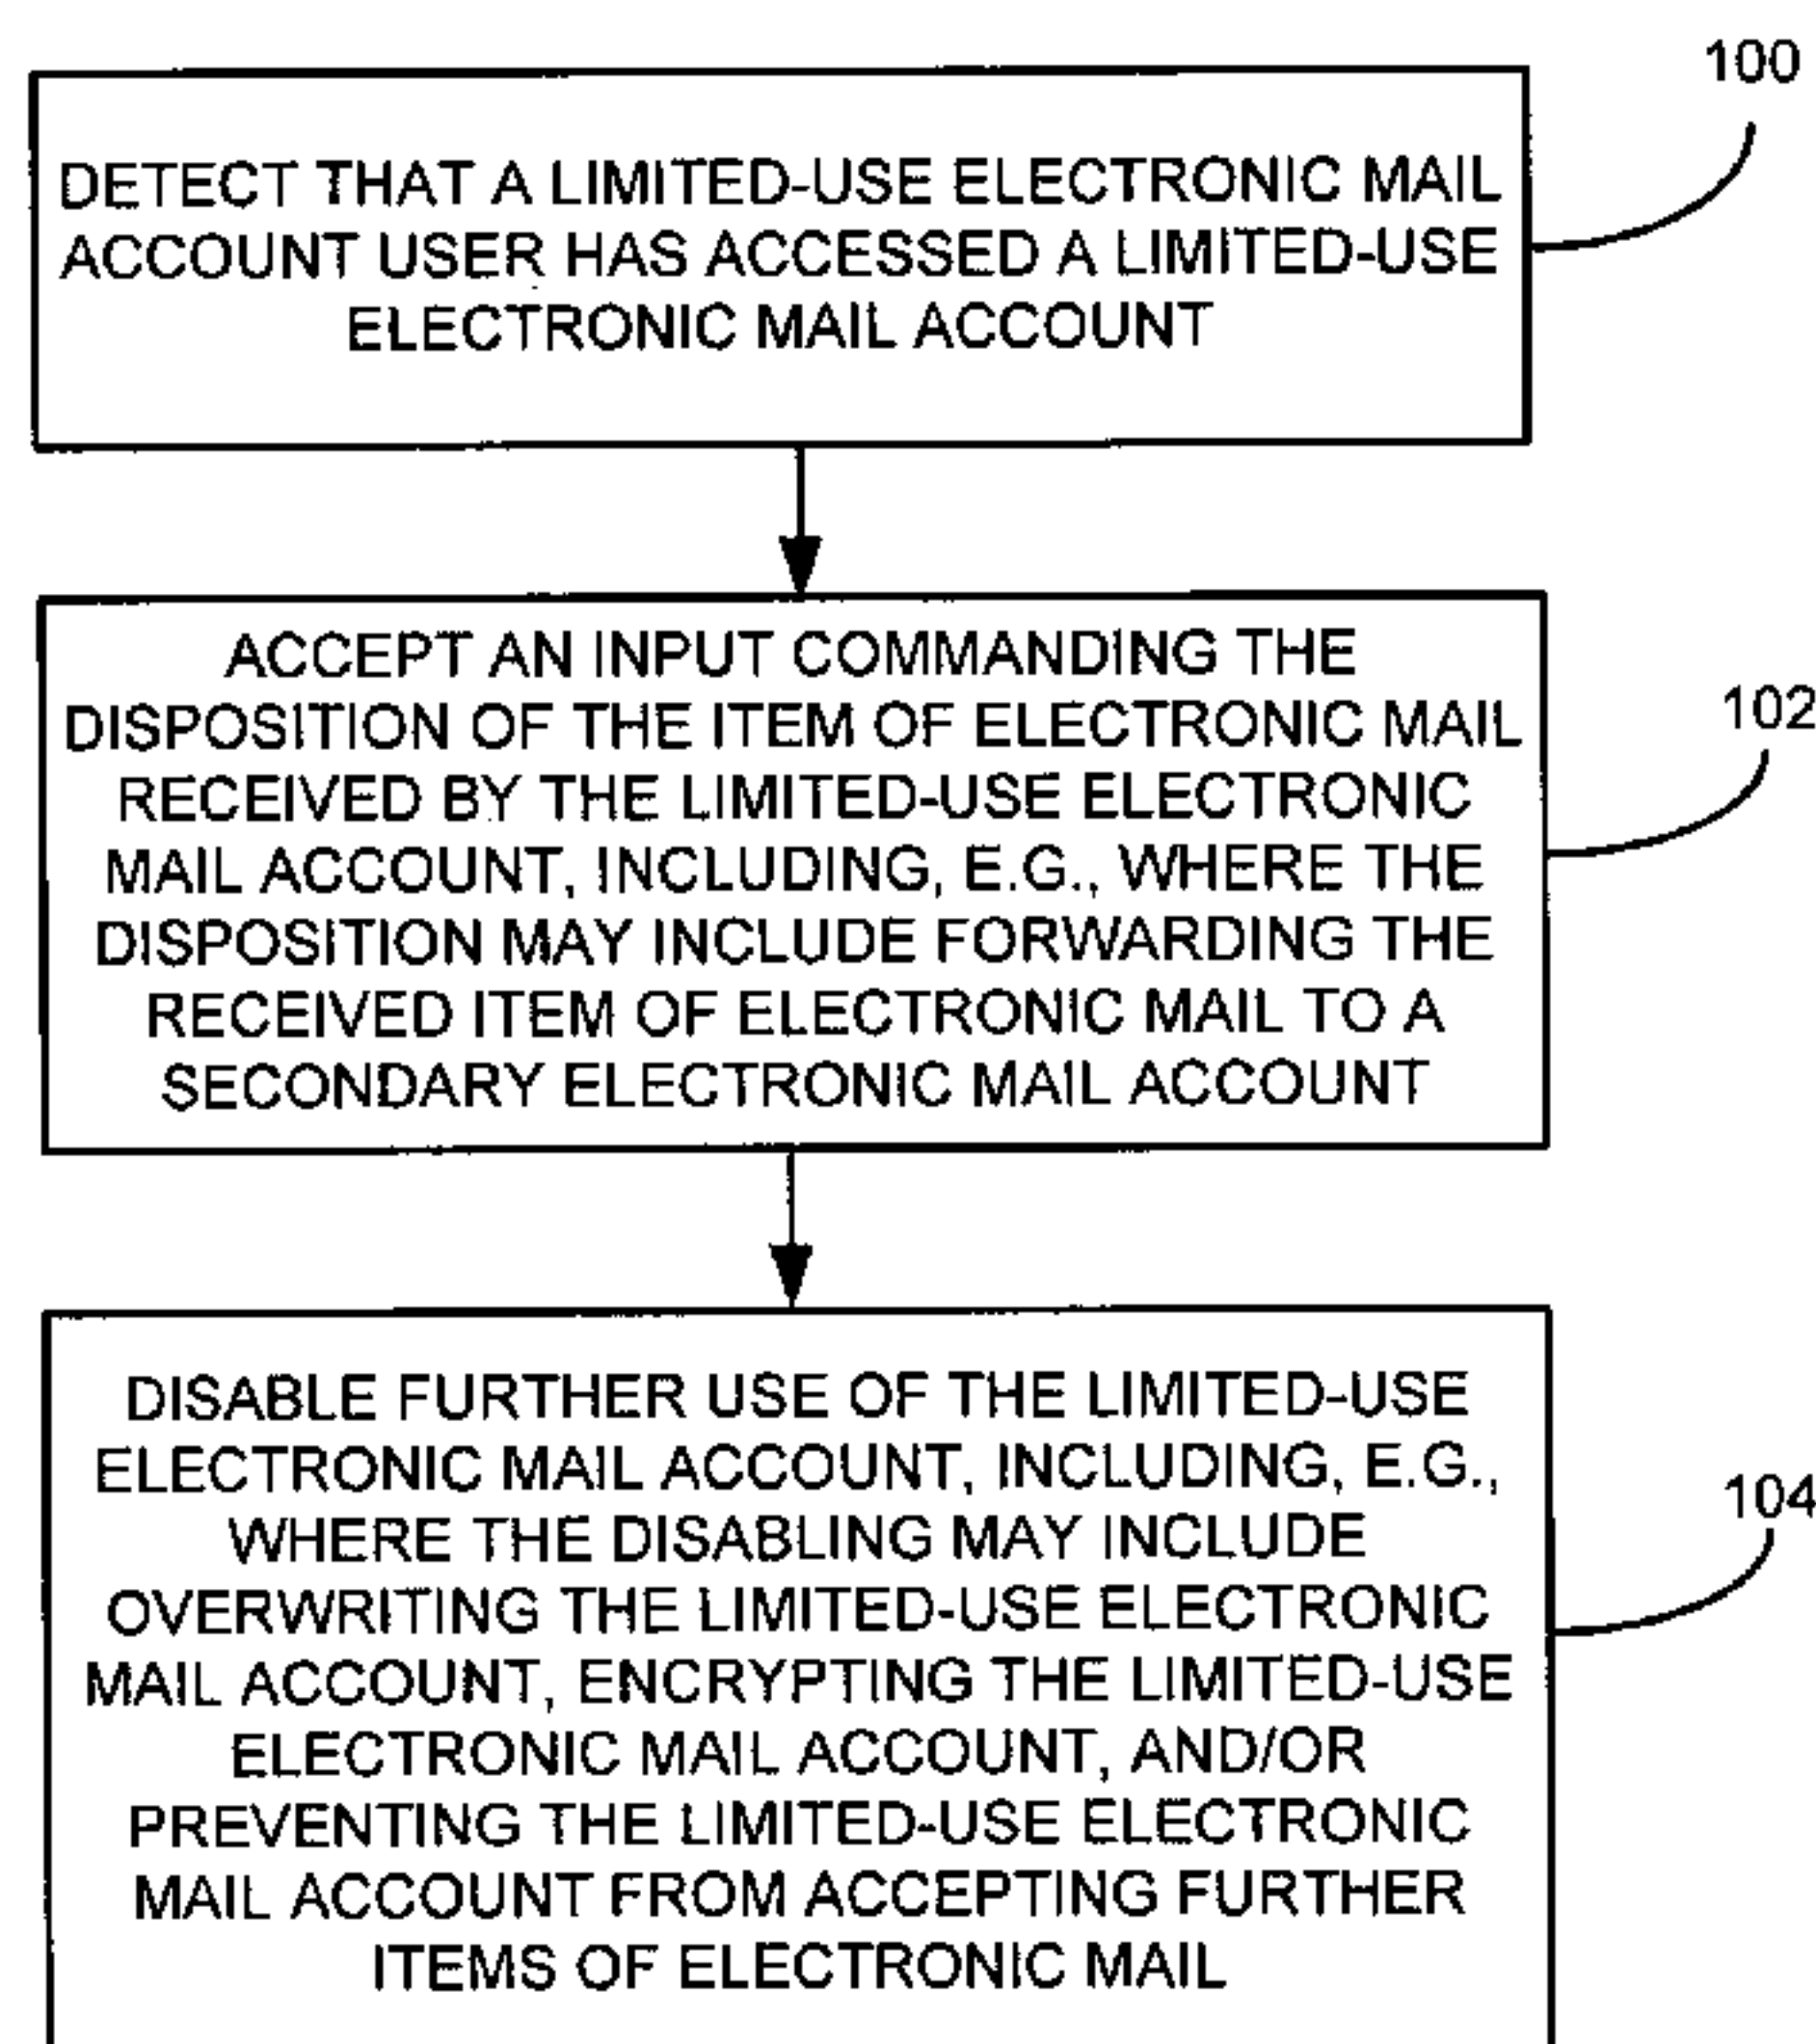 100
DETECT THAT A LIMITED-USE ELECTRONIC MAIL
ACCOUNT USER HAS ACCESSED A LIMITED-USE
ELECTRONIC MAIL ACCOUNT
ACCEPT AN INPUT COMMANDING THE
DISPOSITION OF THE ITEM OF ELECTRONIC MAIL
RECEIVED BY THE LIMITED-USE ELECTRONIC
MAIL ACCOUNT, INCLUDING, E.G., WHERE THE
DISPOSITION MAY INCLUDE FORWARDING THE
RECEIVED ITEM OF ELECTRONIC MAIL TO A
SECONDARY ELECTRONIC MAIL ACCOUNT
102
DISABLE FURTHER USE OF THE LIMITED-USE
ELECTRONIC MAIL ACCOUNT, INCLUDING, E.G.,
WHERE THE DISABLING MAY INCLUDE
OVERWRITING THE LIMITED-USE ELECTRONIC
MAIL ACCOUNT, ENCRYPTING THE LIMITED-USE
ELECTRONIC MAIL ACCOUNT, AND/OR
PREVENTING THE LIMITED-USE ELECTRONIC
MAIL ACCOUNT FROM ACCEPTING FURTHER
ITEMS OF ELECTRONIC MAIL
104